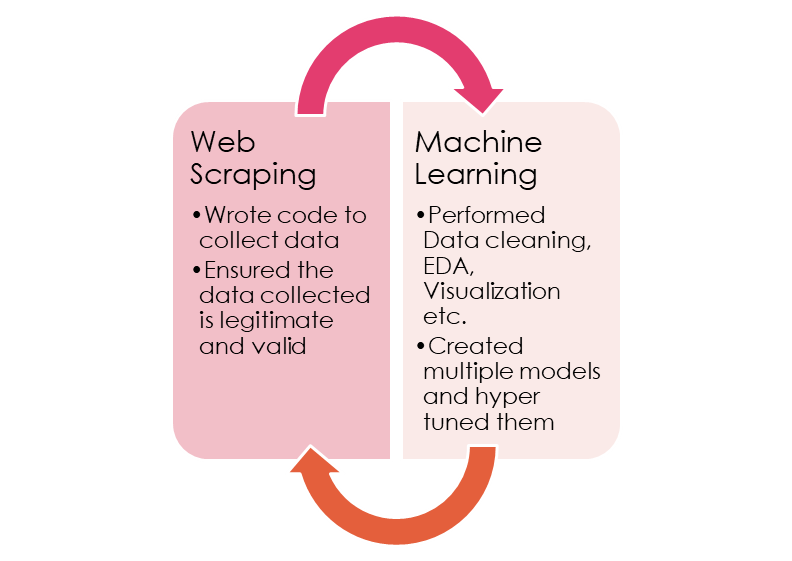 Web
Scraping
•Wrote code to
collect data
•Ensured the
data collected
is legitimate
and valid
Machine
Learning
•Performed
Data cleaning,
EDA,
Visualization
etc.
•Created
multiple models
and hyper
tuned them